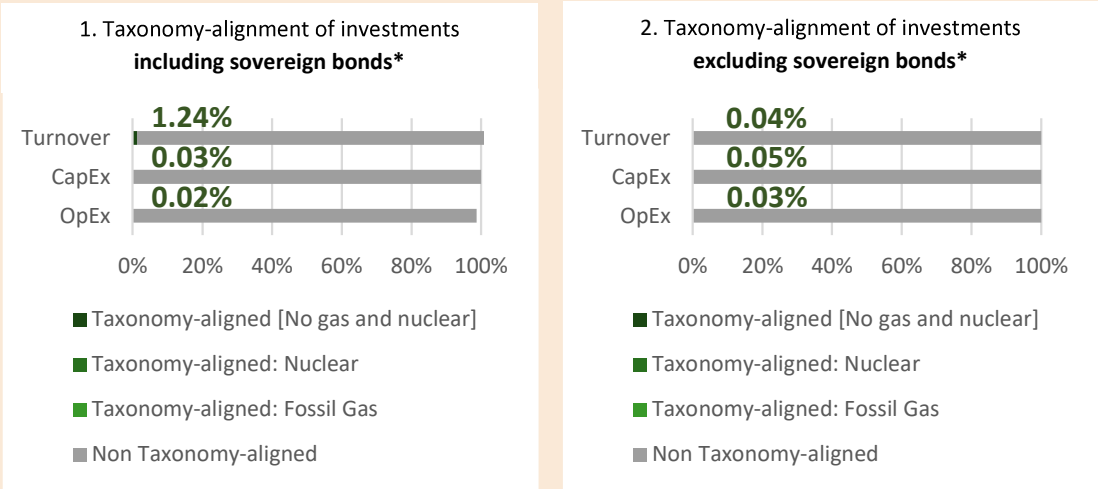 1. Taxonomy-alignment of investments
including sovereign bonds*
1.24%
Turnover
0.03%
CapEx
0.02%
OpEx
0% 20% 40% 60% 80% 100%
Taxonomy-aligned [No gas and nuclear]
Taxonomy-aligned: Nuclear
Taxonomy-aligned: Fossil Gas
Non Taxonomy-aligned
2. Taxonomy-alignment of investments
excluding sovereign bonds*
0.04%
Turnover
0.05%
CapEx
0.03%
OpEx
0% 20% 40% 60% 80% 100%
Taxonomy-aligned [No gas and nuclear]
Taxonomy-aligned: Nuclear
Taxonomy-aligned: Fossil Gas
Non Taxonomy-aligned